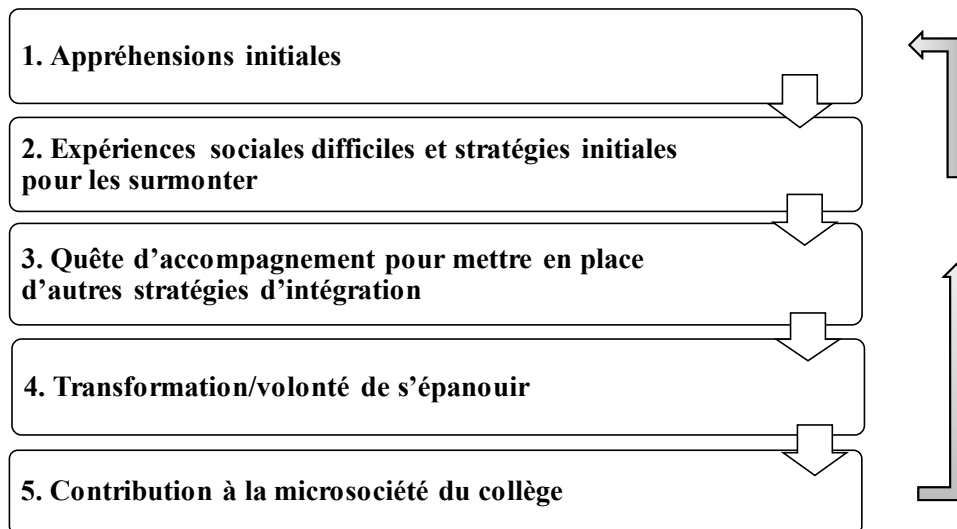 1. Appréhensions initiales
2. Expériences sociales difficiles et stratégies initiales
pour les surmonter
3. Quête d’accompagnement pour mettre en place
d’autres stratégies d’intégration
4. Transformation/volonté de s’épanouir
5. Contribution à la microsociété du collège